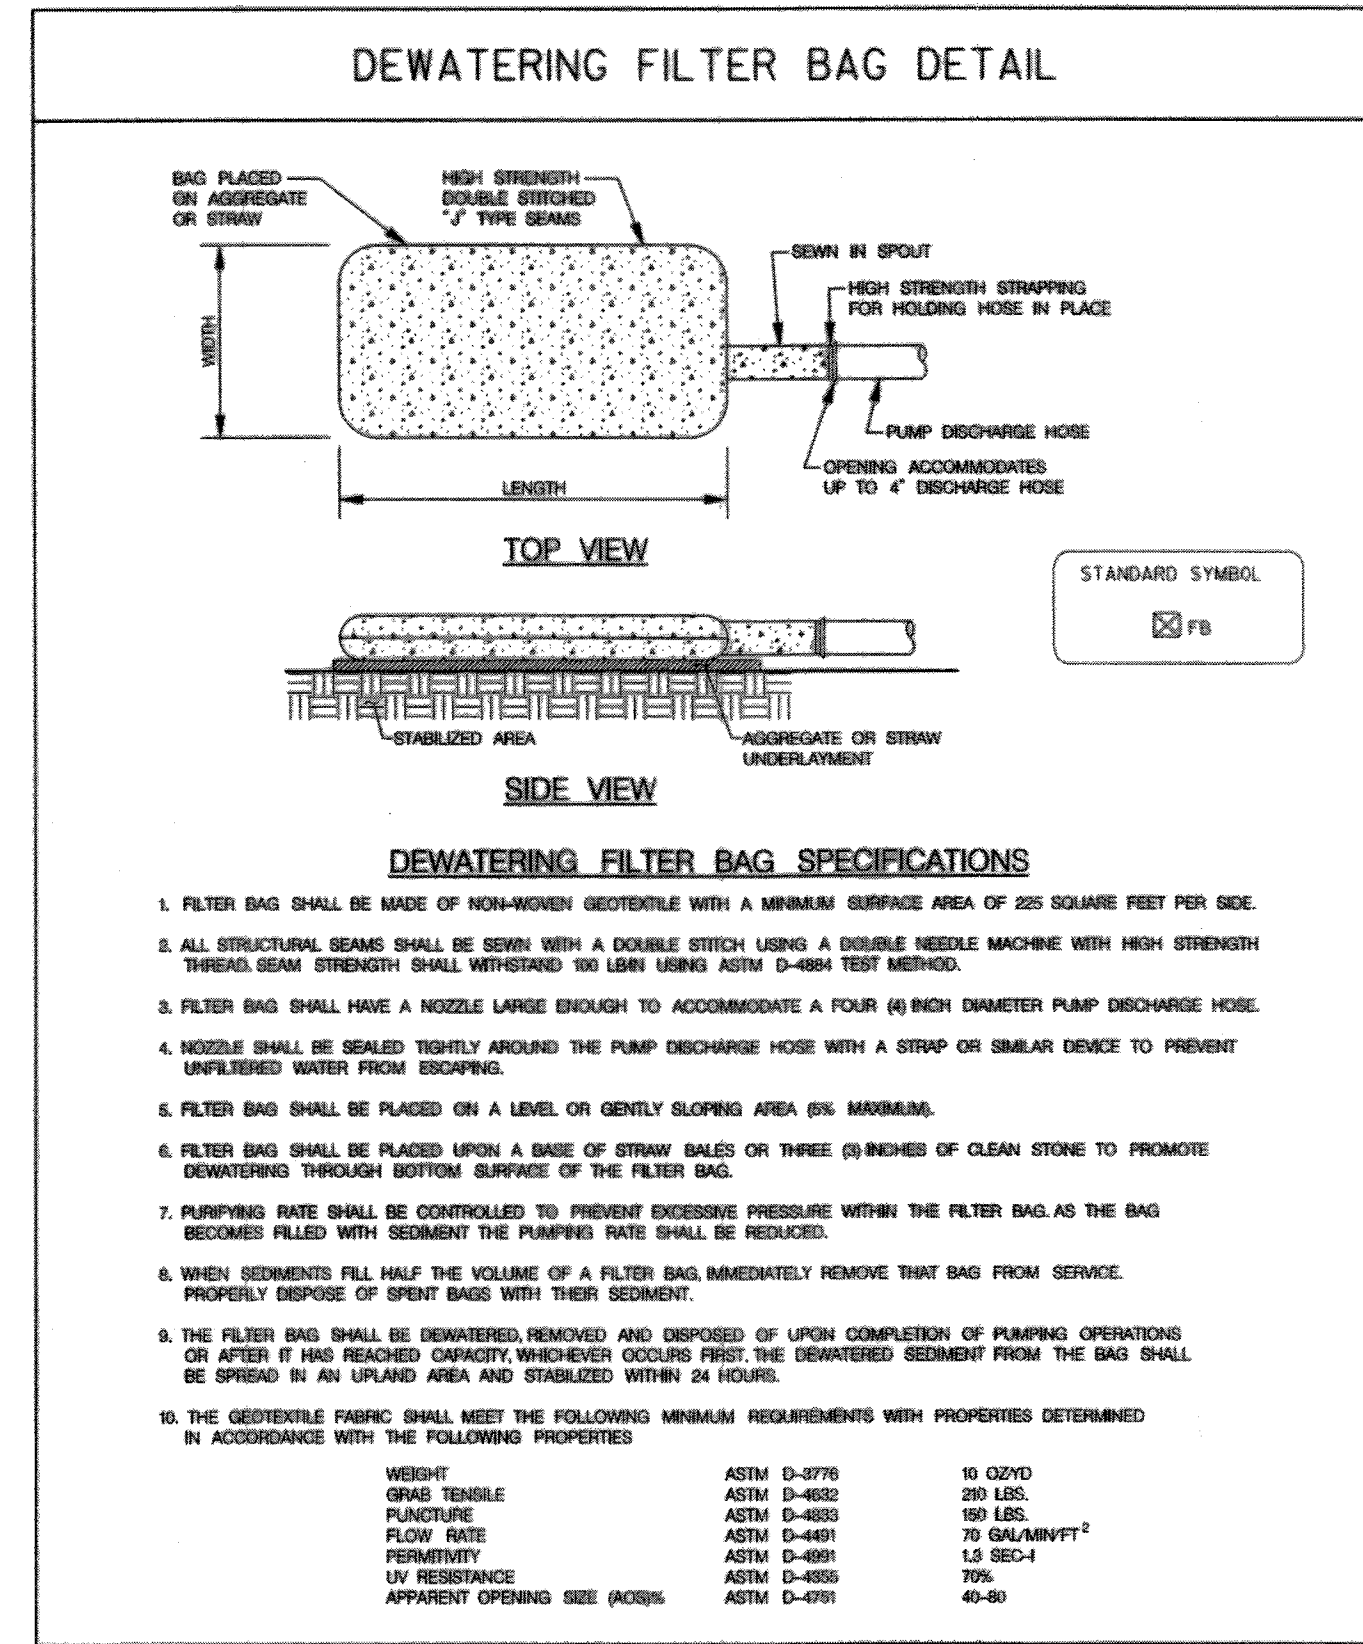 DEWATERING FILTER BAG DETAIL
BAG PLACED
ON AGGREGATE
OR STRAW
HIGH STRENGTH
DOUBLE STITCHED
"J" TYPE SEAMS
SEWN IN SPOUT
HIGH STRENGTH STRAPPING
FOR HOLDING HOSE IN PLACE
WIDTH
PUMP DISCHARGE HOSE
OPENING ACCOMMODATES
UP TO 4" DISCHARGE HOSE
LENGTH
TOP VIEW
STANDARD SYMBOL
FB
STABILIZED AREA
AGGREGATE OR STRAW
UNDERLAYMENT
SIDE VIEW
DEWATERING FILTER BAG SPECIFICATIONS
1. FILTER BAG SHALL BE MADE OF NON-WOVEN GEOTEXTILE WITH A MINIMUM SURFACE AREA OF 225 SQUARE FEET PER SIDE.
2. ALL STRUCTURAL SEAMS SHALL BE SEWN WITH A DOUBLE STITCH USING A DOUBLE NEEDLE MACHINE WITH HIGH STRENGTH
THREAD. SEAM STRENGTH SHALL WITHSTAND 100 LB/IN USING ASTM D-4884 TEST METHOD.
3. FILTER BAG SHALL HAVE A NOZZLE LARGE ENOUGH TO ACCOMMODATE A FOUR (4) INCH DIAMETER PUMP DISCHARGE HOSE.
4. NOZZLE SHALL BE SEALED TIGHTLY AROUND THE PUMP DISCHARGE HOSE WITH A STRAP OR SIMILAR DEVICE TO PREVENT
UNFILTERED WATER FROM ESCAPING.
5. FILTER BAG SHALL BE PLACED ON A LEVEL OR GENTLY SLOPING AREA (5% MAXIMUM).
6. FILTER BAG SHALL BE PLACED UPON A BASE OF STRAW BALES OR THREE (3) INCHES OF CLEAN STONE TO PROMOTE
DEWATERING THROUGH BOTTOM SURFACE OF THE FILTER BAG.
7. PURIFYING RATE SHALL BE CONTROLLED TO PREVENT EXCESSIVE PRESSURE WITHIN THE FILTER BAG. AS THE BAG
BECOMES FILLED WITH SEDIMENT THE PUMPING RATE SHALL BE REDUCED.
8. WHEN SEDIMENTS FILL HALF THE VOLUME OF A FILTER BAG, IMMEDIATELY REMOVE THAT BAG FROM SERVICE.
PROPERLY DISPOSE OF SPENT BAGS WITH THEIR SEDIMENT.
9. THE FILTER BAG SHALL BE DEWATERED, REMOVED AND DISPOSED OF UPON COMPLETION OF PUMPING OPERATIONS
OR AFTER IT HAS REACHED CAPACITY, WHICHEVER OCCURS FIRST. THE DEWATERED SEDIMENT FROM THE BAG SHALL
BE SPREAD IN AN UPLAND AREA AND STABILIZED WITHIN 24 HOURS.
10. THE GEOTEXTILE FABRIC SHALL MEET THE FOLLOWING MINIMUM REQUIREMENTS WITH PROPERTIES DETERMINED
IN ACCORDANCE WITH THE FOLLOWING PROPERTIES
WEIGHT ASTM D-3776 10 OZ/YD
GRAB TENSILE ASTM D-4632 210 LBS.
PUNCTURE ASTM D-4833 150 LBS.
FLOW RATE ASTM D-4491 70 GAL/MIN/FT²
PERMITIVITY ASTM D-4991 1.3 SEC-1
UV RESISTANCE ASTM D-4355 70%
APPARENT OPENING SIZE (AOS)% ASTM D-4751 40-80